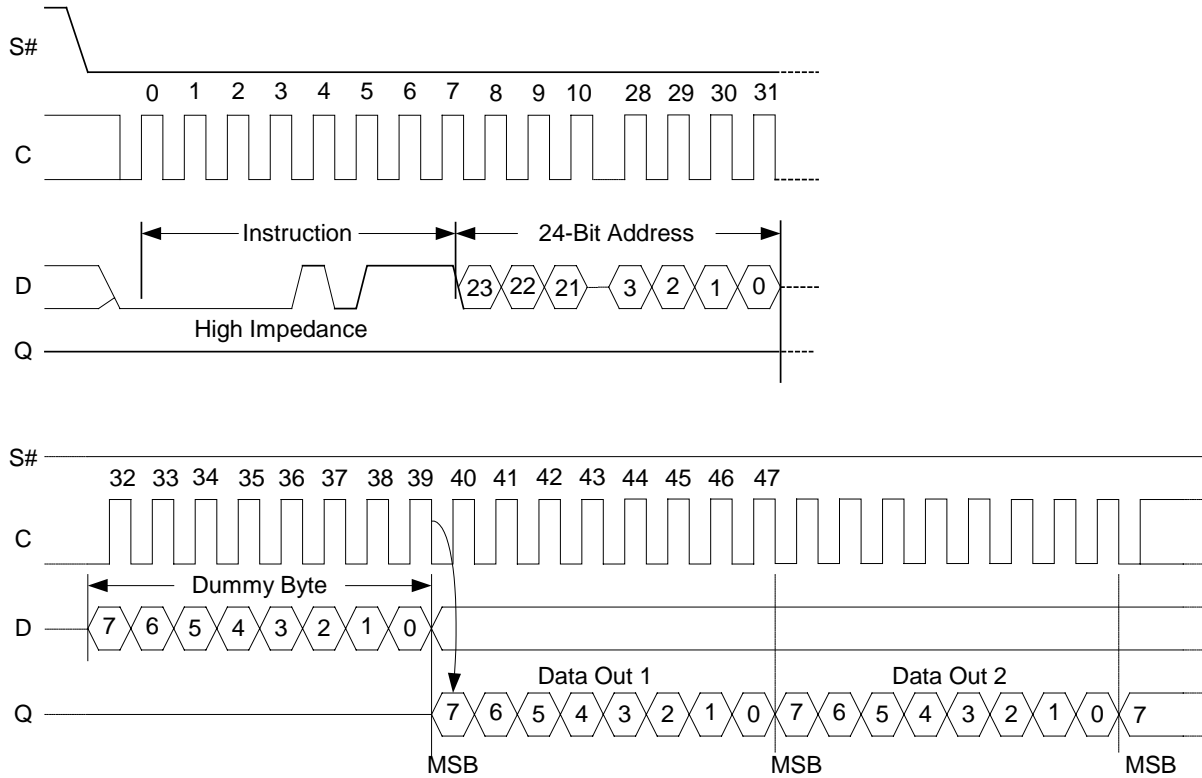 S#
0 1 2 3 4 5 6 7 8 9 10 28 29 30 31
C
Instruction 24-Bit Address
D 23 22 21 3 2 1 0
High Impedance
Q
S#
32 33 34 35 36 37 38 39 40 41 42 43 44 45 46 47
C
Dummy Byte
D 7 6 5 4 3 2 1 0
Data Out 1 Data Out 2
Q 7 6 5 4 3 2 1 0 7 6 5 4 3 2 1 0 7
MSB MSB MSB